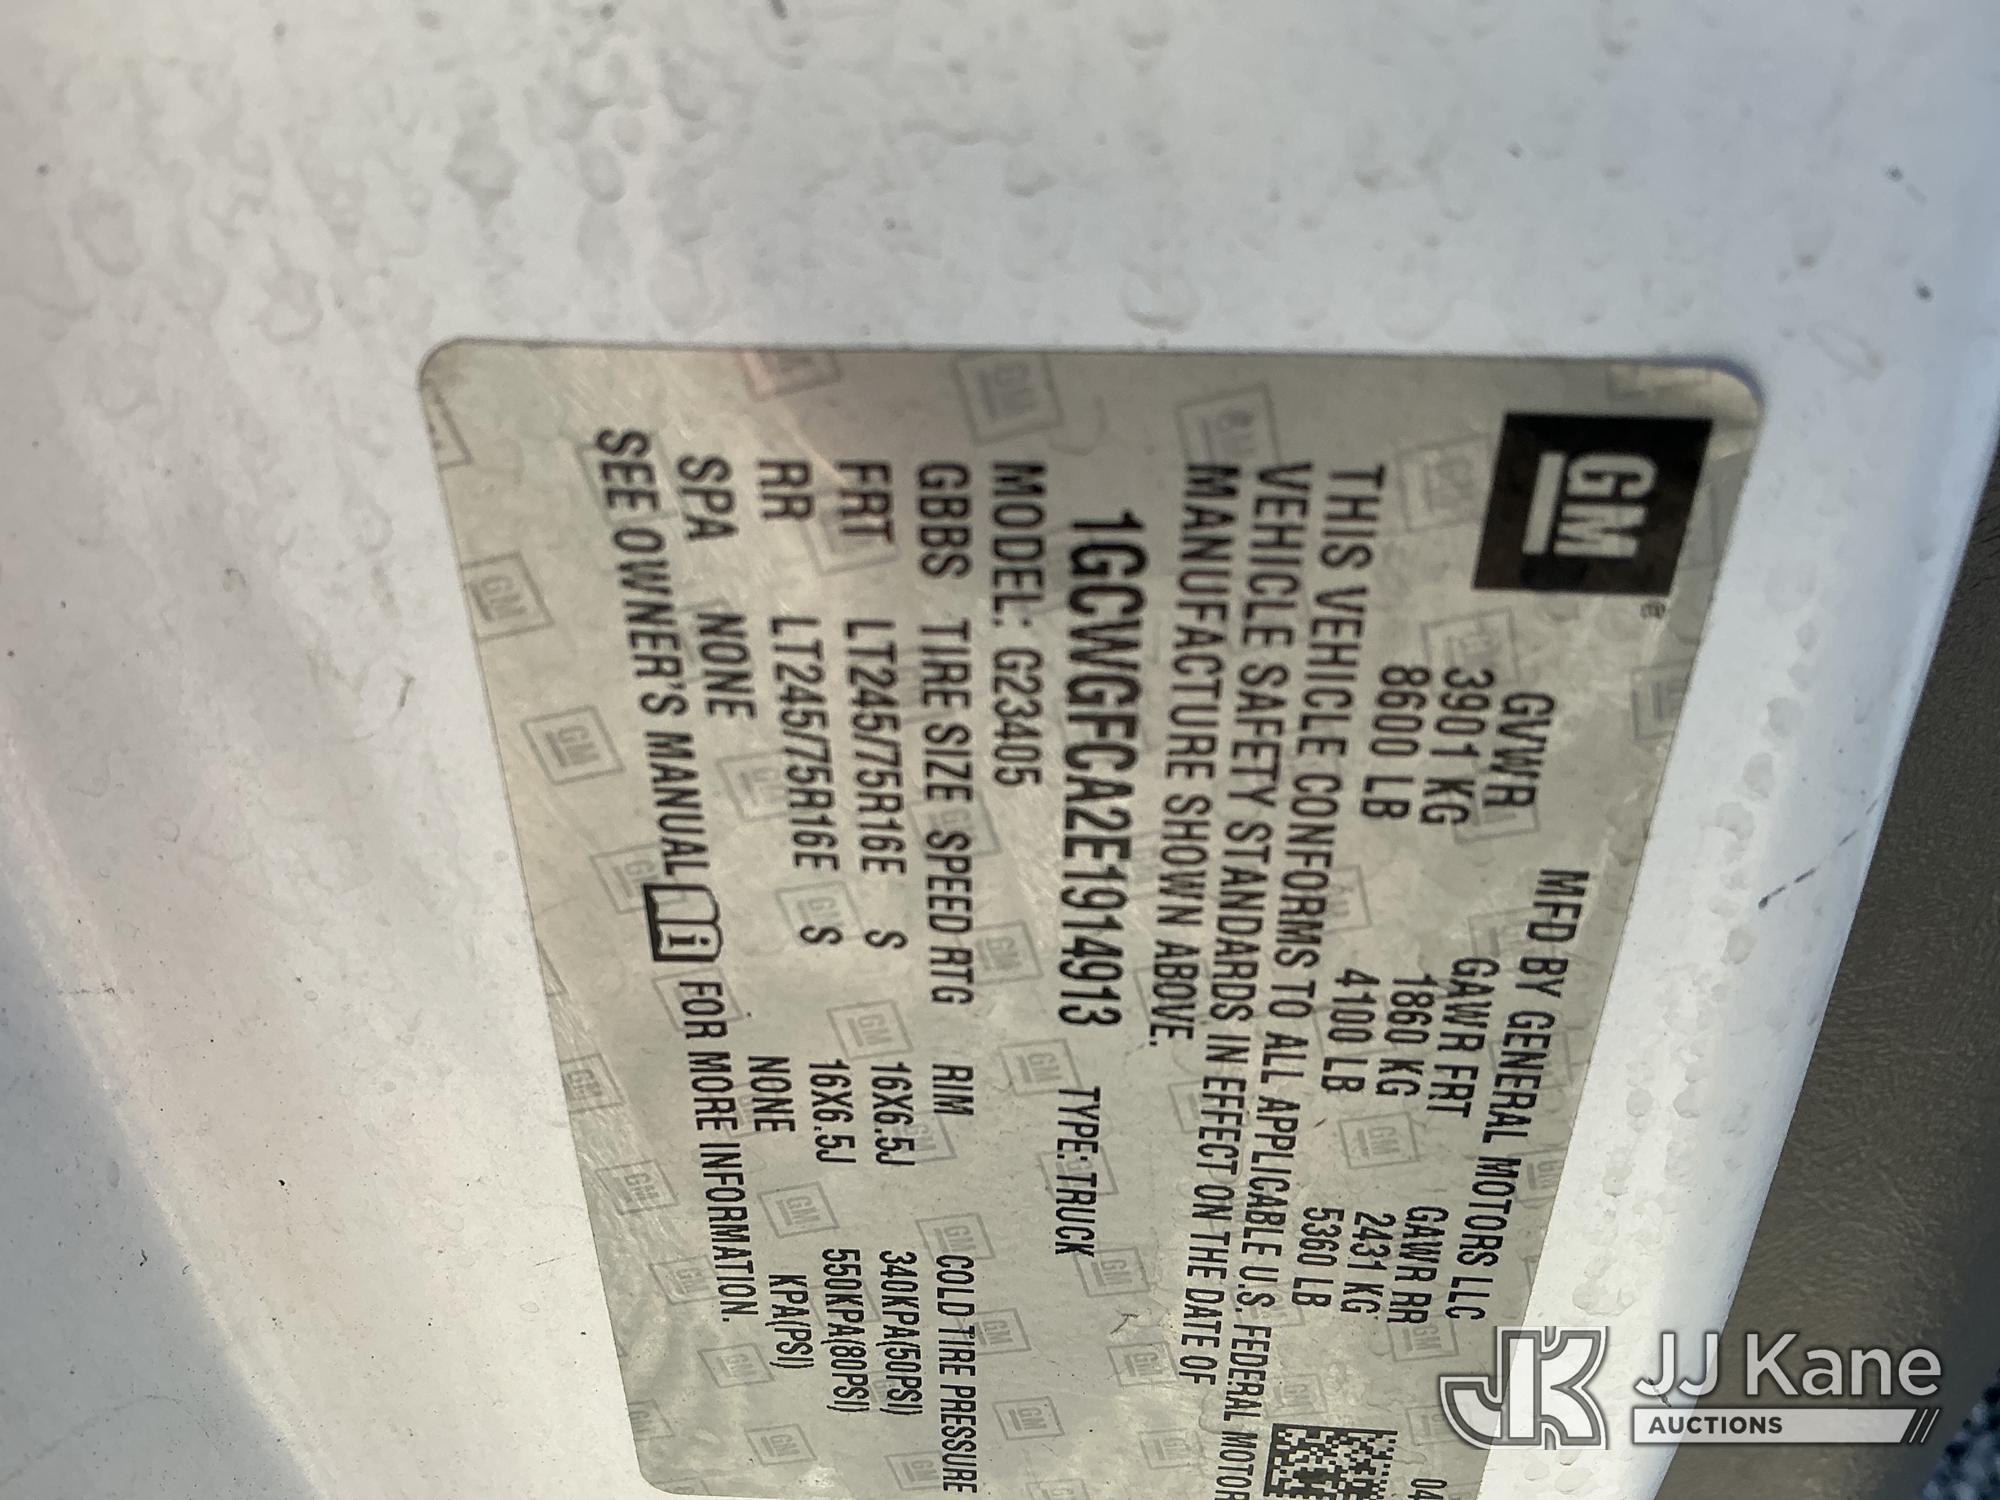 GM
MFD BY GENERAL MOTORS LLC 04
GVWR GAWR FRT GAWR RR
3901 KG 1860 KG 2431 KG
8600 LB 4100 LB 5360 LB
THIS VEHICLE CONFORMS TO ALL APPLICABLE U.S. FEDERAL MOTOR
VEHICLE SAFETY STANDARDS IN EFFECT ON THE DATE OF
MANUFACTURE SHOWN ABOVE.
1GCWGFCA2E1914913 TYPE:TRUCK
MODEL: G23405
GBBS TIRE SIZE SPEED RTG RIM COLD TIRE PRESSURE
FRT LT245/75R16E S 16X6.5J 340KPA(50PSI)
RR LT245/75R16E S 16X6.5J 550KPA(80PSI)
SPA NONE NONE KPA(PSI)
SEE OWNER'S MANUAL i FOR MORE INFORMATION.
JK JJ Kane
AUCTIONS